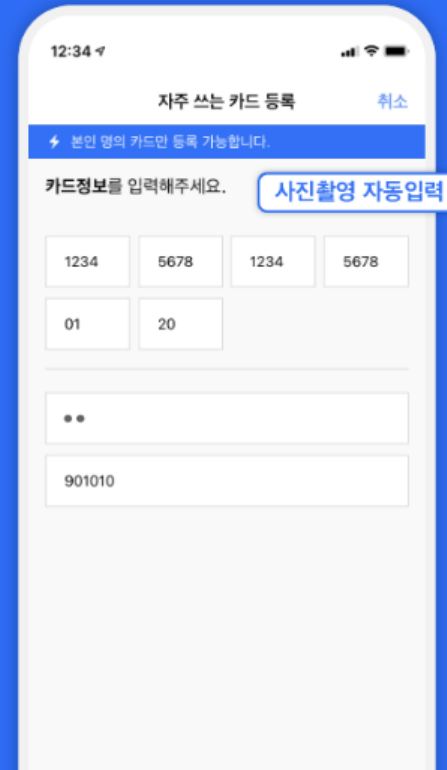 12:34
자주 쓰는 카드 등록 취소
본인 명의 카드만 등록 가능합니다.
카드정보를 입력해주세요. 사진촬영 자동입력
1234 5678 1234 5678
01 20
●●
901010